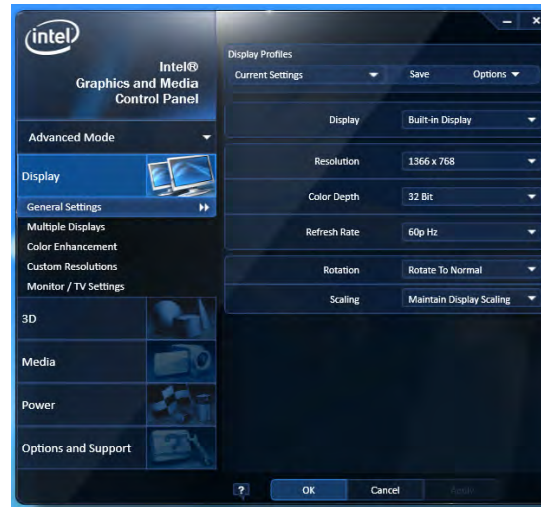 intel
Intel®
Graphics and Media
Control Panel
Advanced Mode
Display
General Settings
Multiple Displays
Color Enhancement
Custom Resolutions
Monitor / TV Settings
3D
Media
Power
Options and Support
Display Profiles
Current Settings Save Options
Display Built-in Display
Resolution 1366 x 768
Color Depth 32 Bit
Refresh Rate 60p Hz
Rotation Rotate To Normal
Scaling Maintain Display Scaling
? OK Cancel Apply